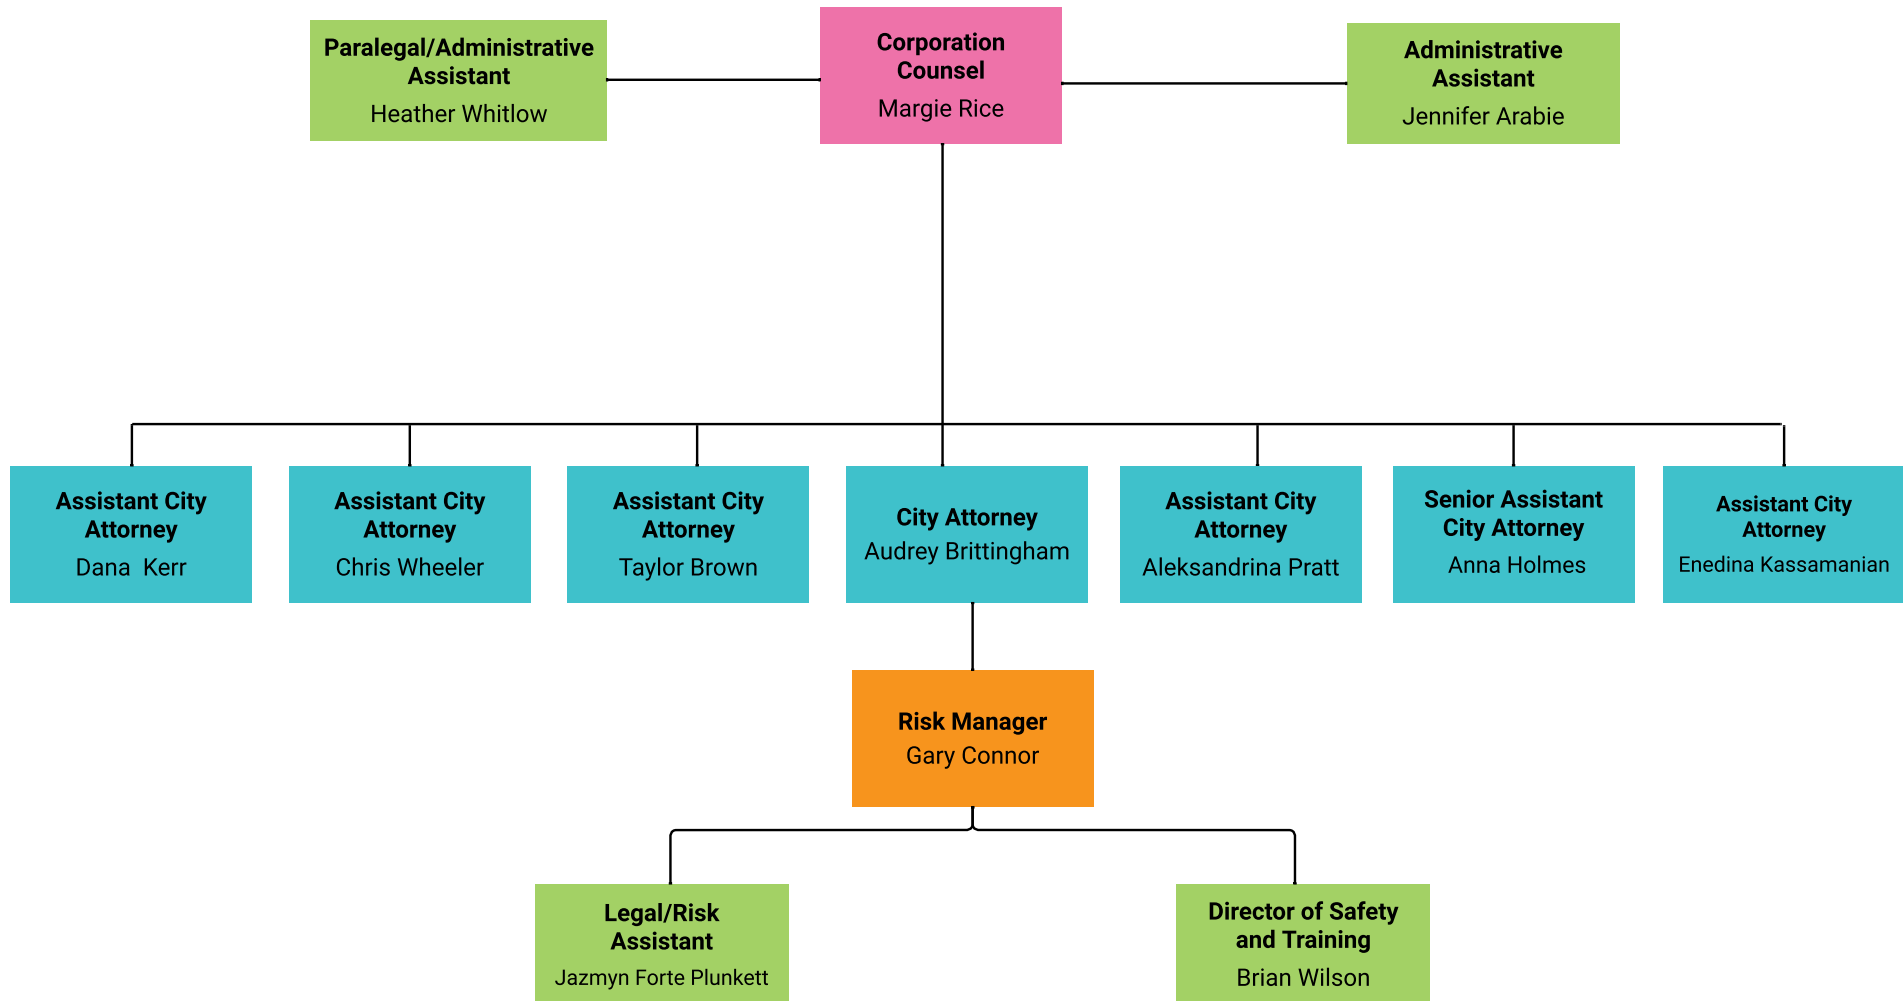 Paralegal/Administrative
Assistant
Heather Whitlow
Corporation
Counsel
Margie Rice
Administrative
Assistant
Jennifer Arabie
Assistant City
Attorney
Dana  Kerr
Assistant City
Attorney
Chris Wheeler
Assistant City
Attorney
Taylor Brown
City Attorney
Audrey Brittingham
Assistant City
Attorney
Aleksandrina Pratt
Senior Assistant
City Attorney
Anna Holmes
Assistant City
Attorney
Enedina Kassamanian
Risk Manager
Gary Connor
Legal/Risk
Assistant
Jazmyn Forte Plunkett
Director of Safety
and Training
Brian Wilson